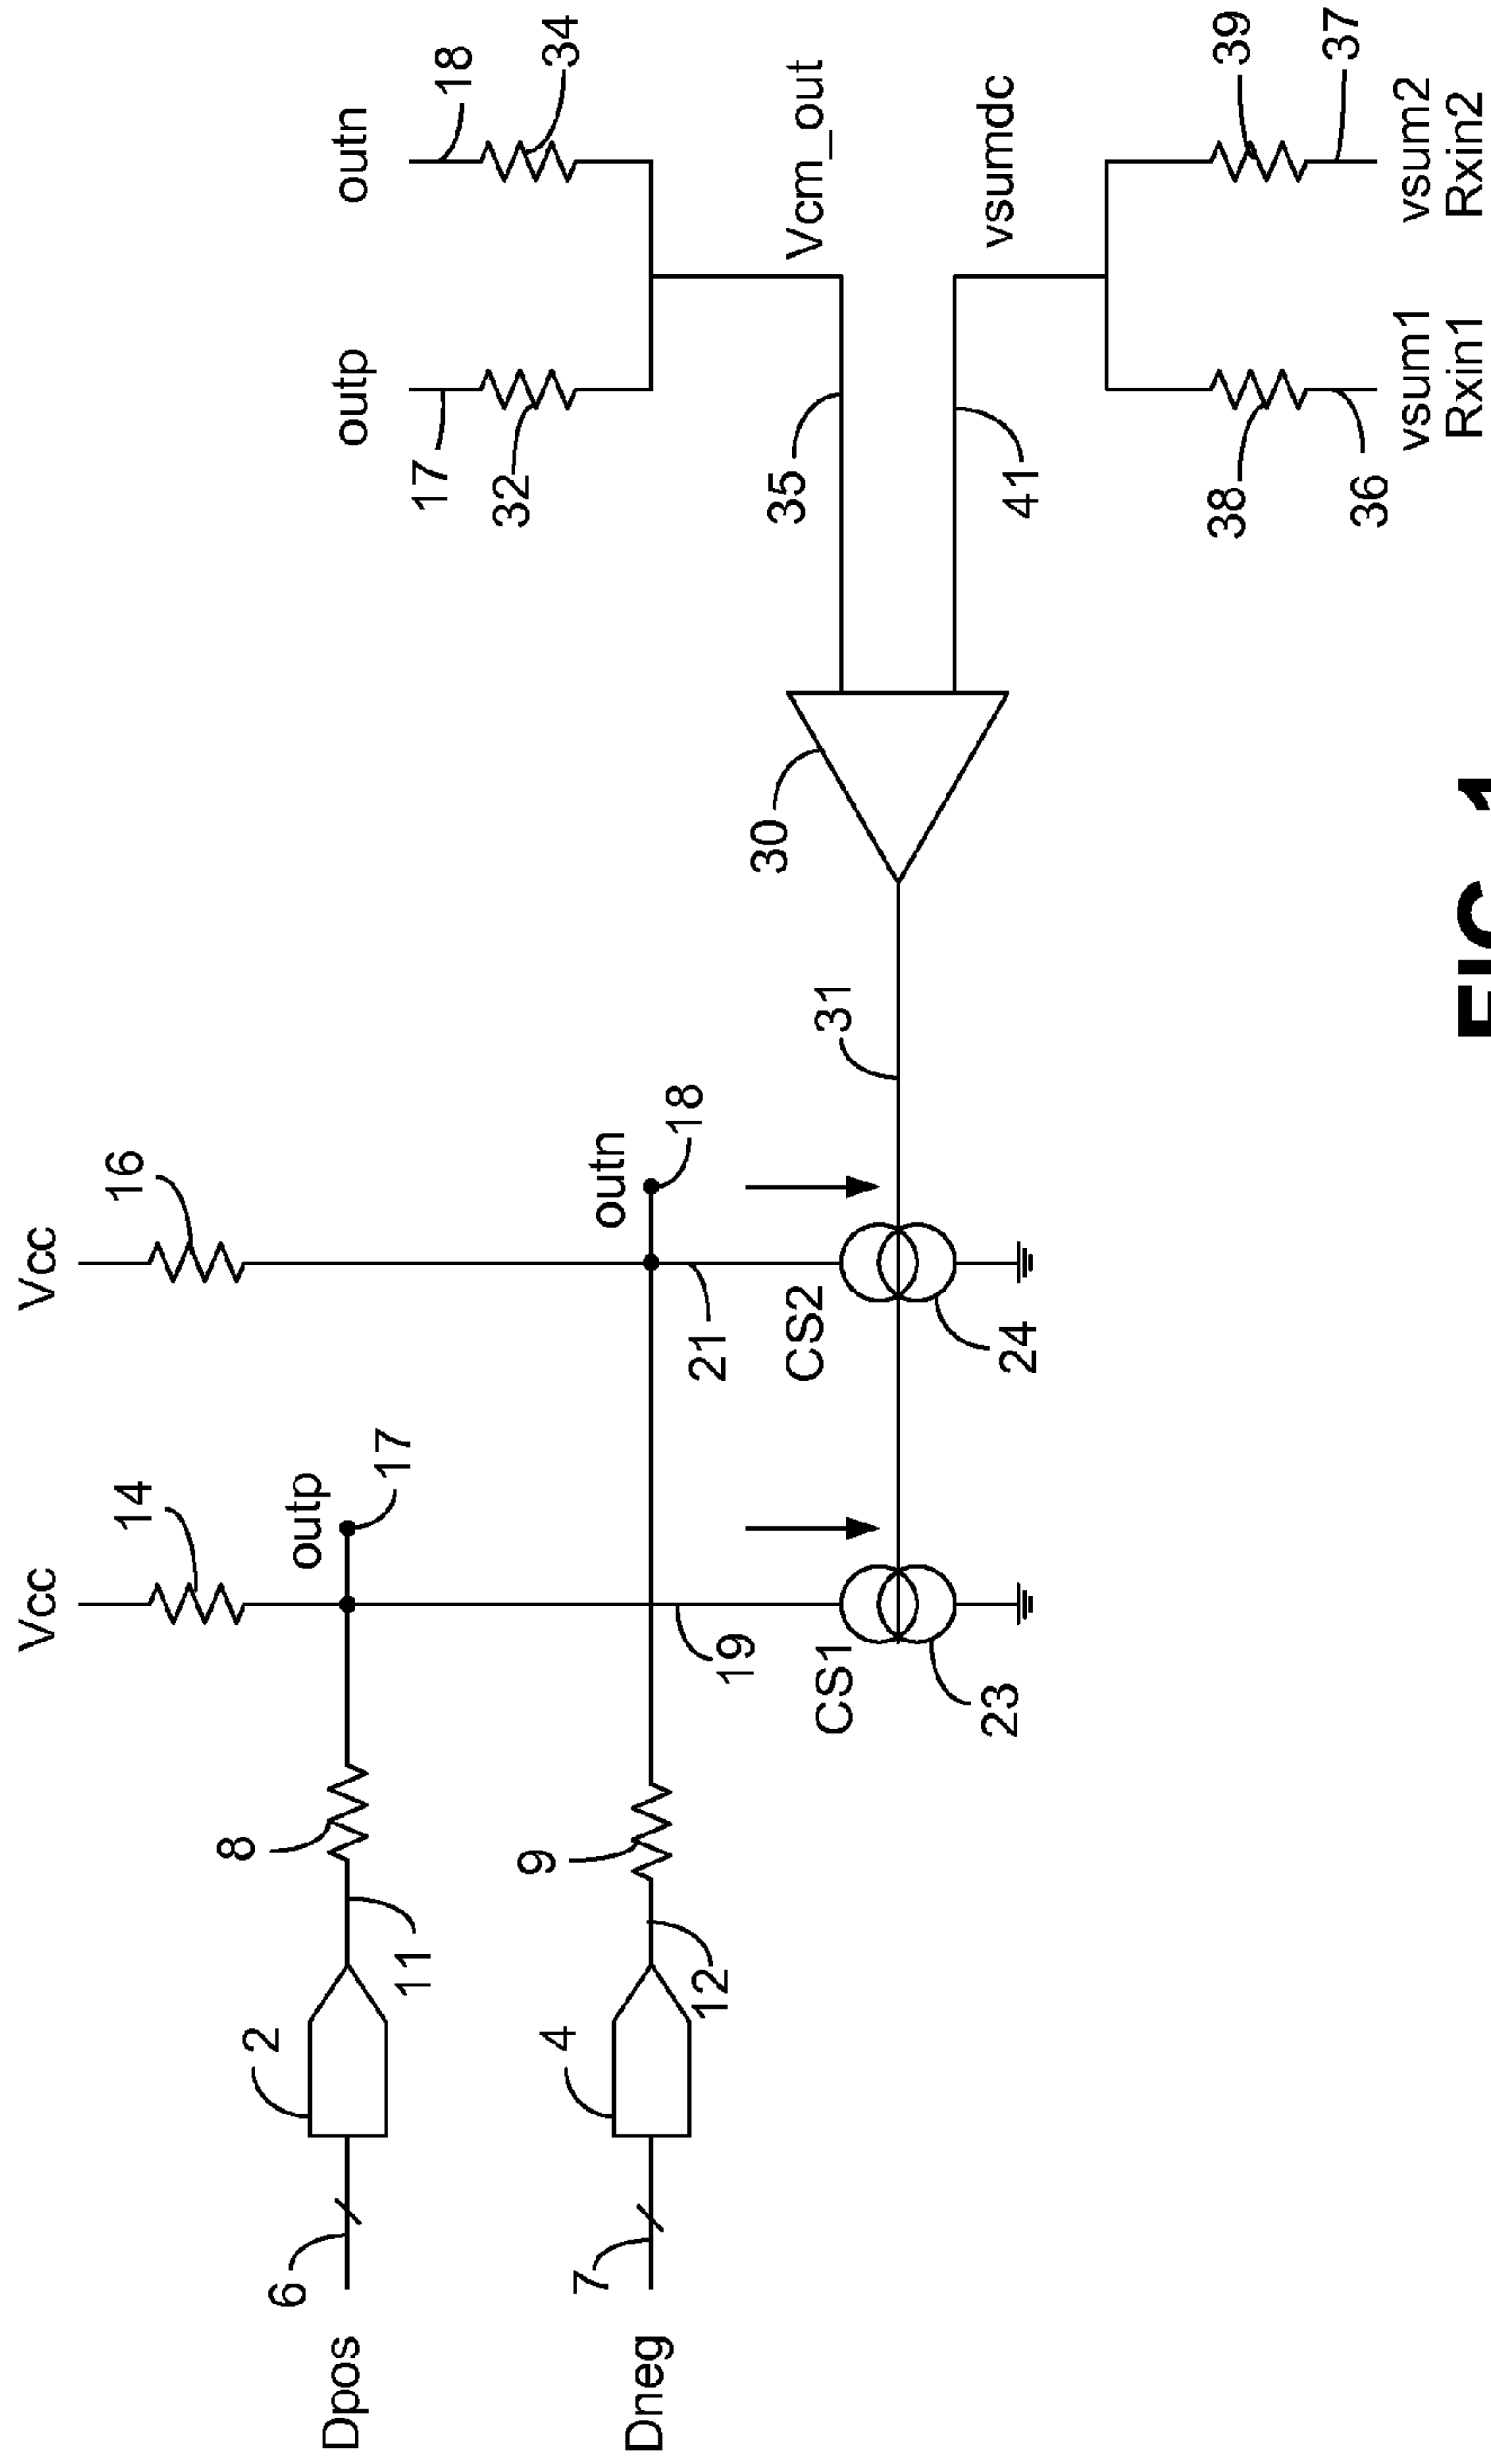 Vcc
Vcc
14
16
outp
17
outn
18
8
9
2
4
11
12
6
7
Dpos
Dneg
19
21
CS1
CS2
23
24
31
30
outp
outn
17
18
32
34
35
Vcm_out
41
vsumdc
38
39
36
37
vsum1
Rxin1
vsum2
Rxin2